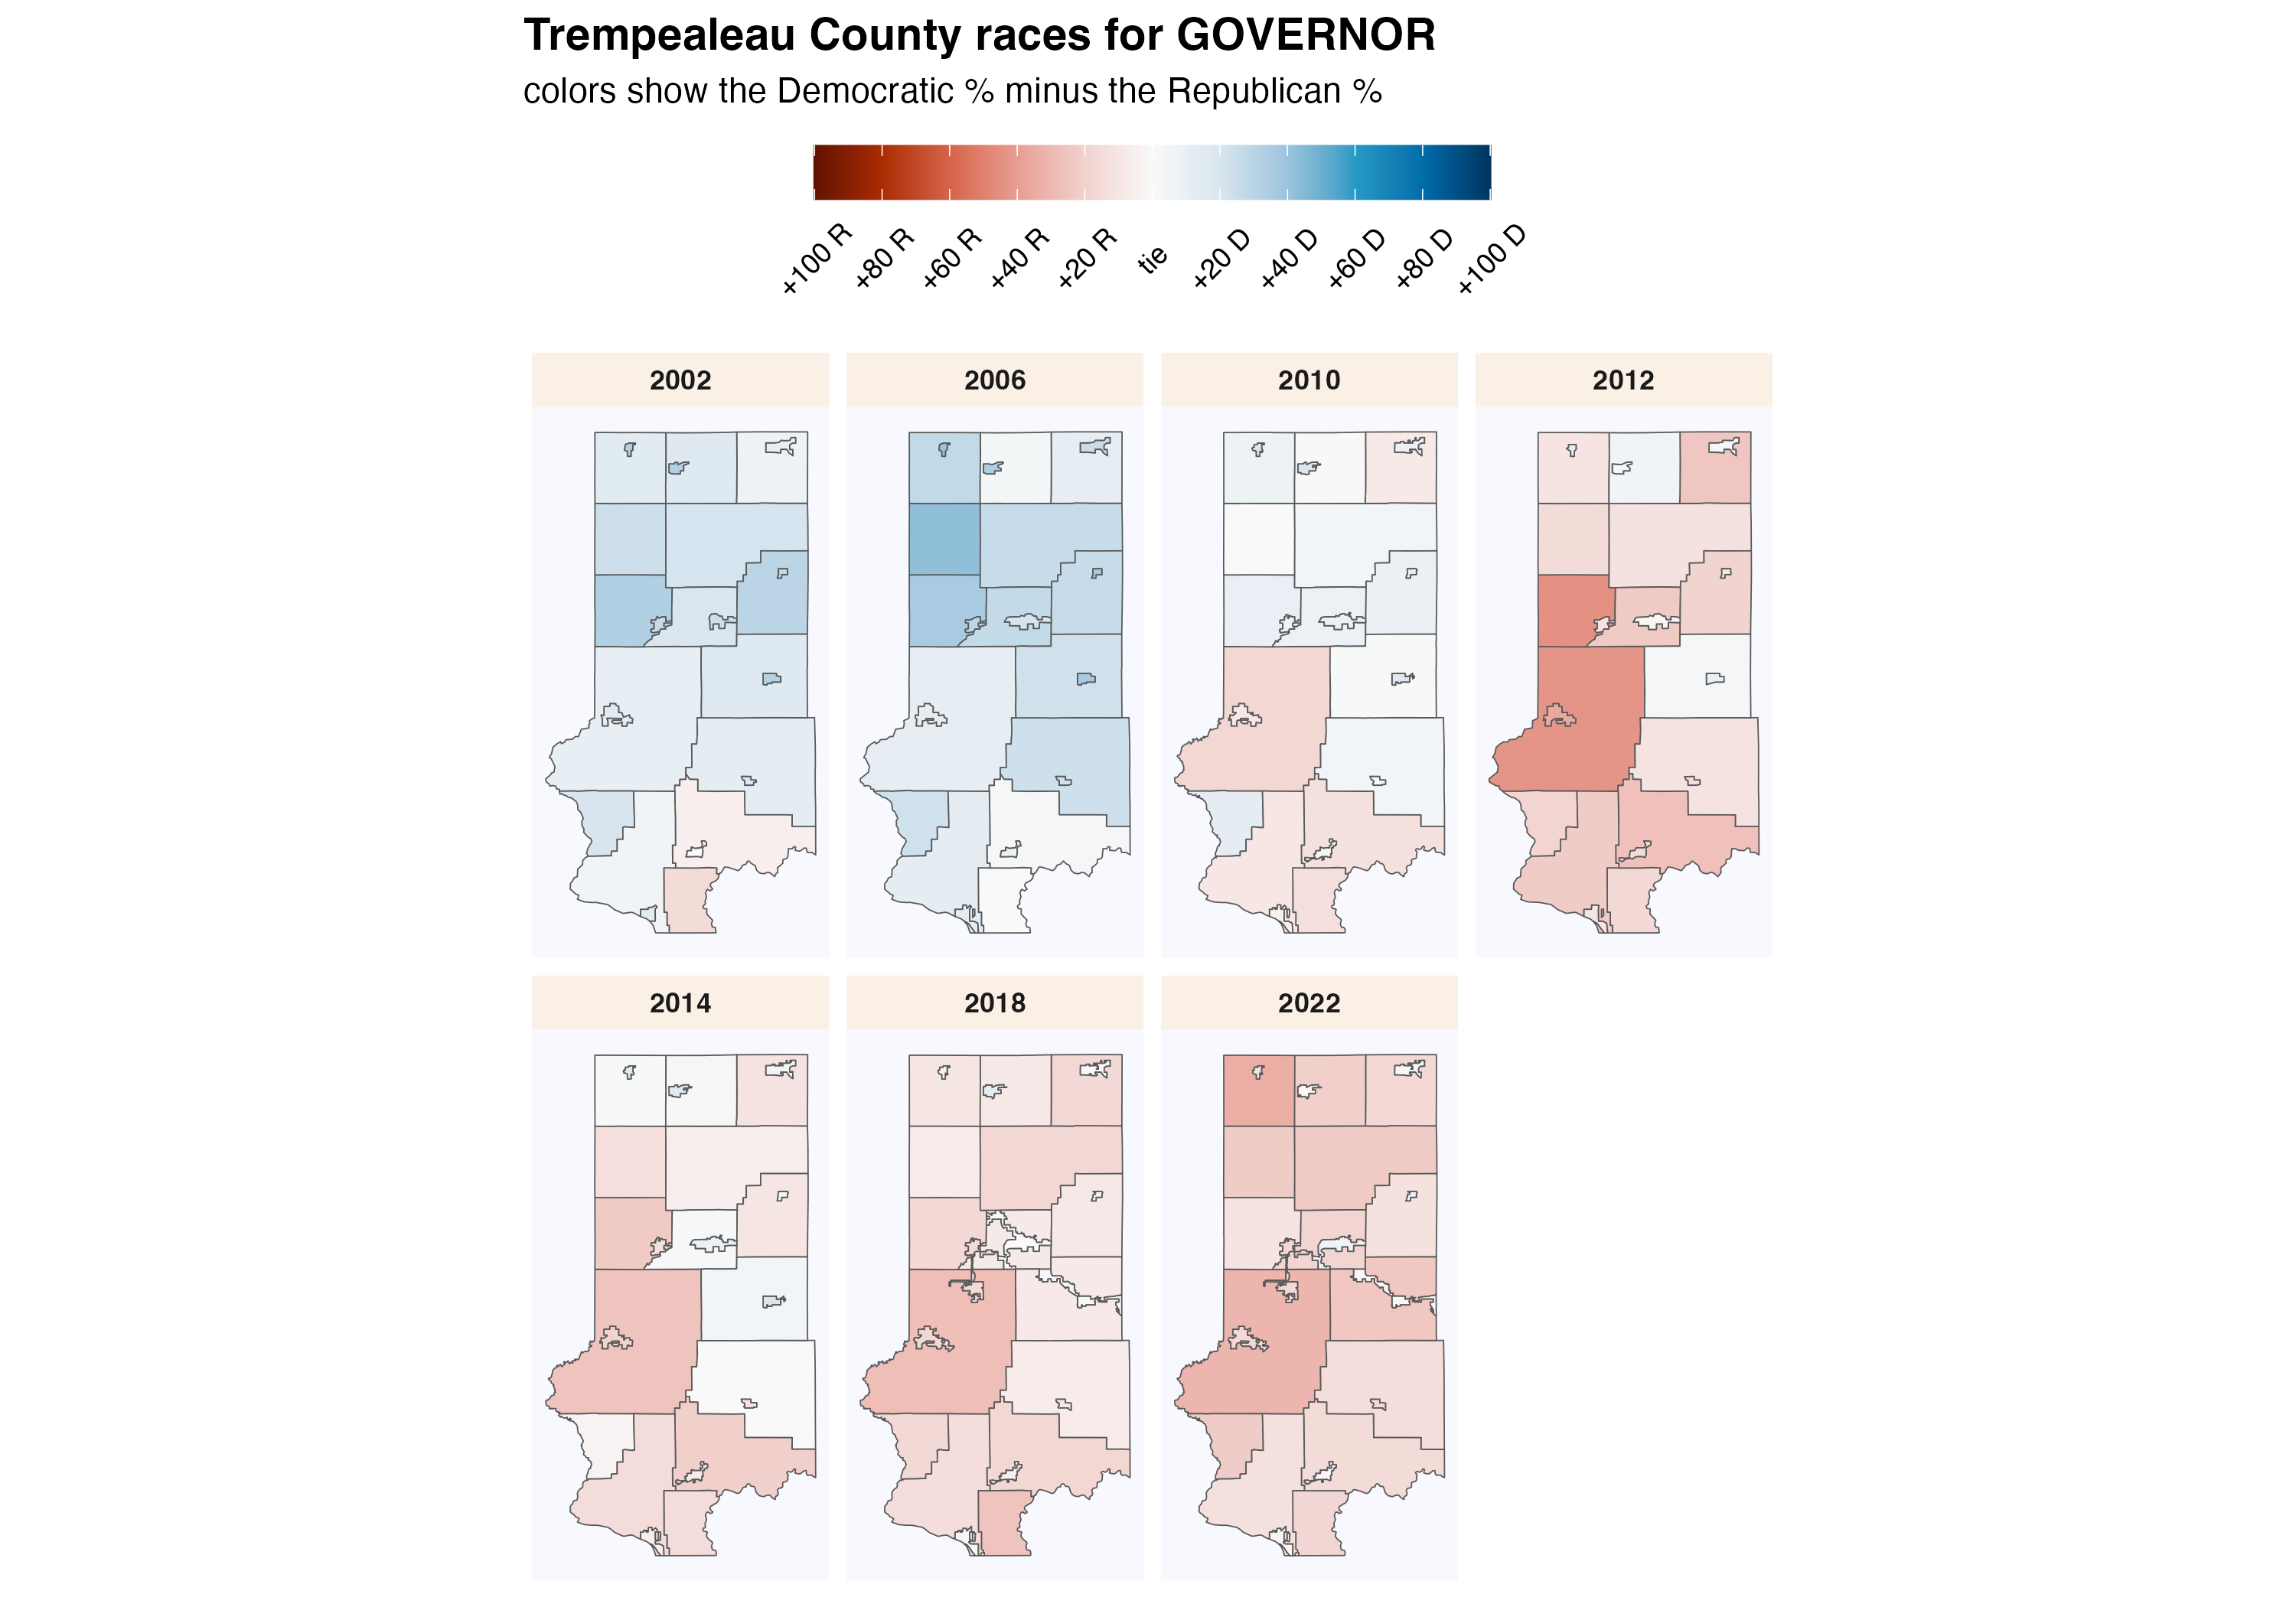 Trempealeau County races for GOVERNOR
colors show the Democratic % minus the Republican %
+100 R +80 R +60 R +40 R +20 R tie +20 D +40 D +60 D +80 D +100 D
2002 2006 2010 2012
2014 2018 2022